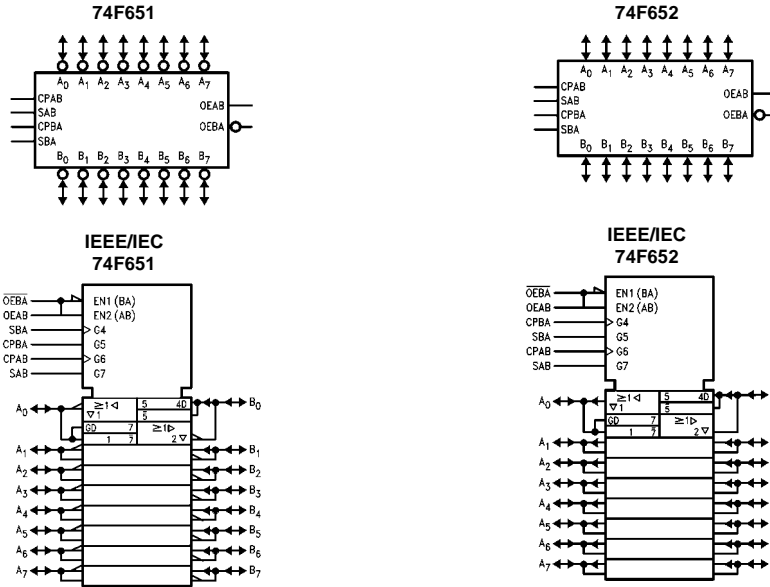 74F651
A0 A1 A2 A3 A4 A5 A6 A7
CPAB
SAB
CPBA
SBA
OEAB
OEBA
B0 B1 B2 B3 B4 B5 B6 B7
74F652
A0 A1 A2 A3 A4 A5 A6 A7
CPAB
SAB
CPBA
SBA
OEAB
OEBA
B0 B1 B2 B3 B4 B5 B6 B7
IEEE/IEC
74F651
OEBA EN1 (BA)
OEAB EN2 (AB)
SBA G4
CPBA G5
CPAB G6
SAB G7
A0 ≥1 ◁ 5 4D B0
▽1 5
GD 7 ≥1▷
1 7 2▽
A1 B1
A2 B2
A3 B3
A4 B4
A5 B5
A6 B6
A7 B7
IEEE/IEC
74F652
OEBA EN1 (BA)
OEAB EN2 (AB)
CPBA G4
SBA G5
CPAB G6
SAB G7
A0 ≥1 ◁ 5 4D
▽1 5
GD 7 ≥1▷
1 7 2▽
A1
A2
A3
A4
A5
A6
A7